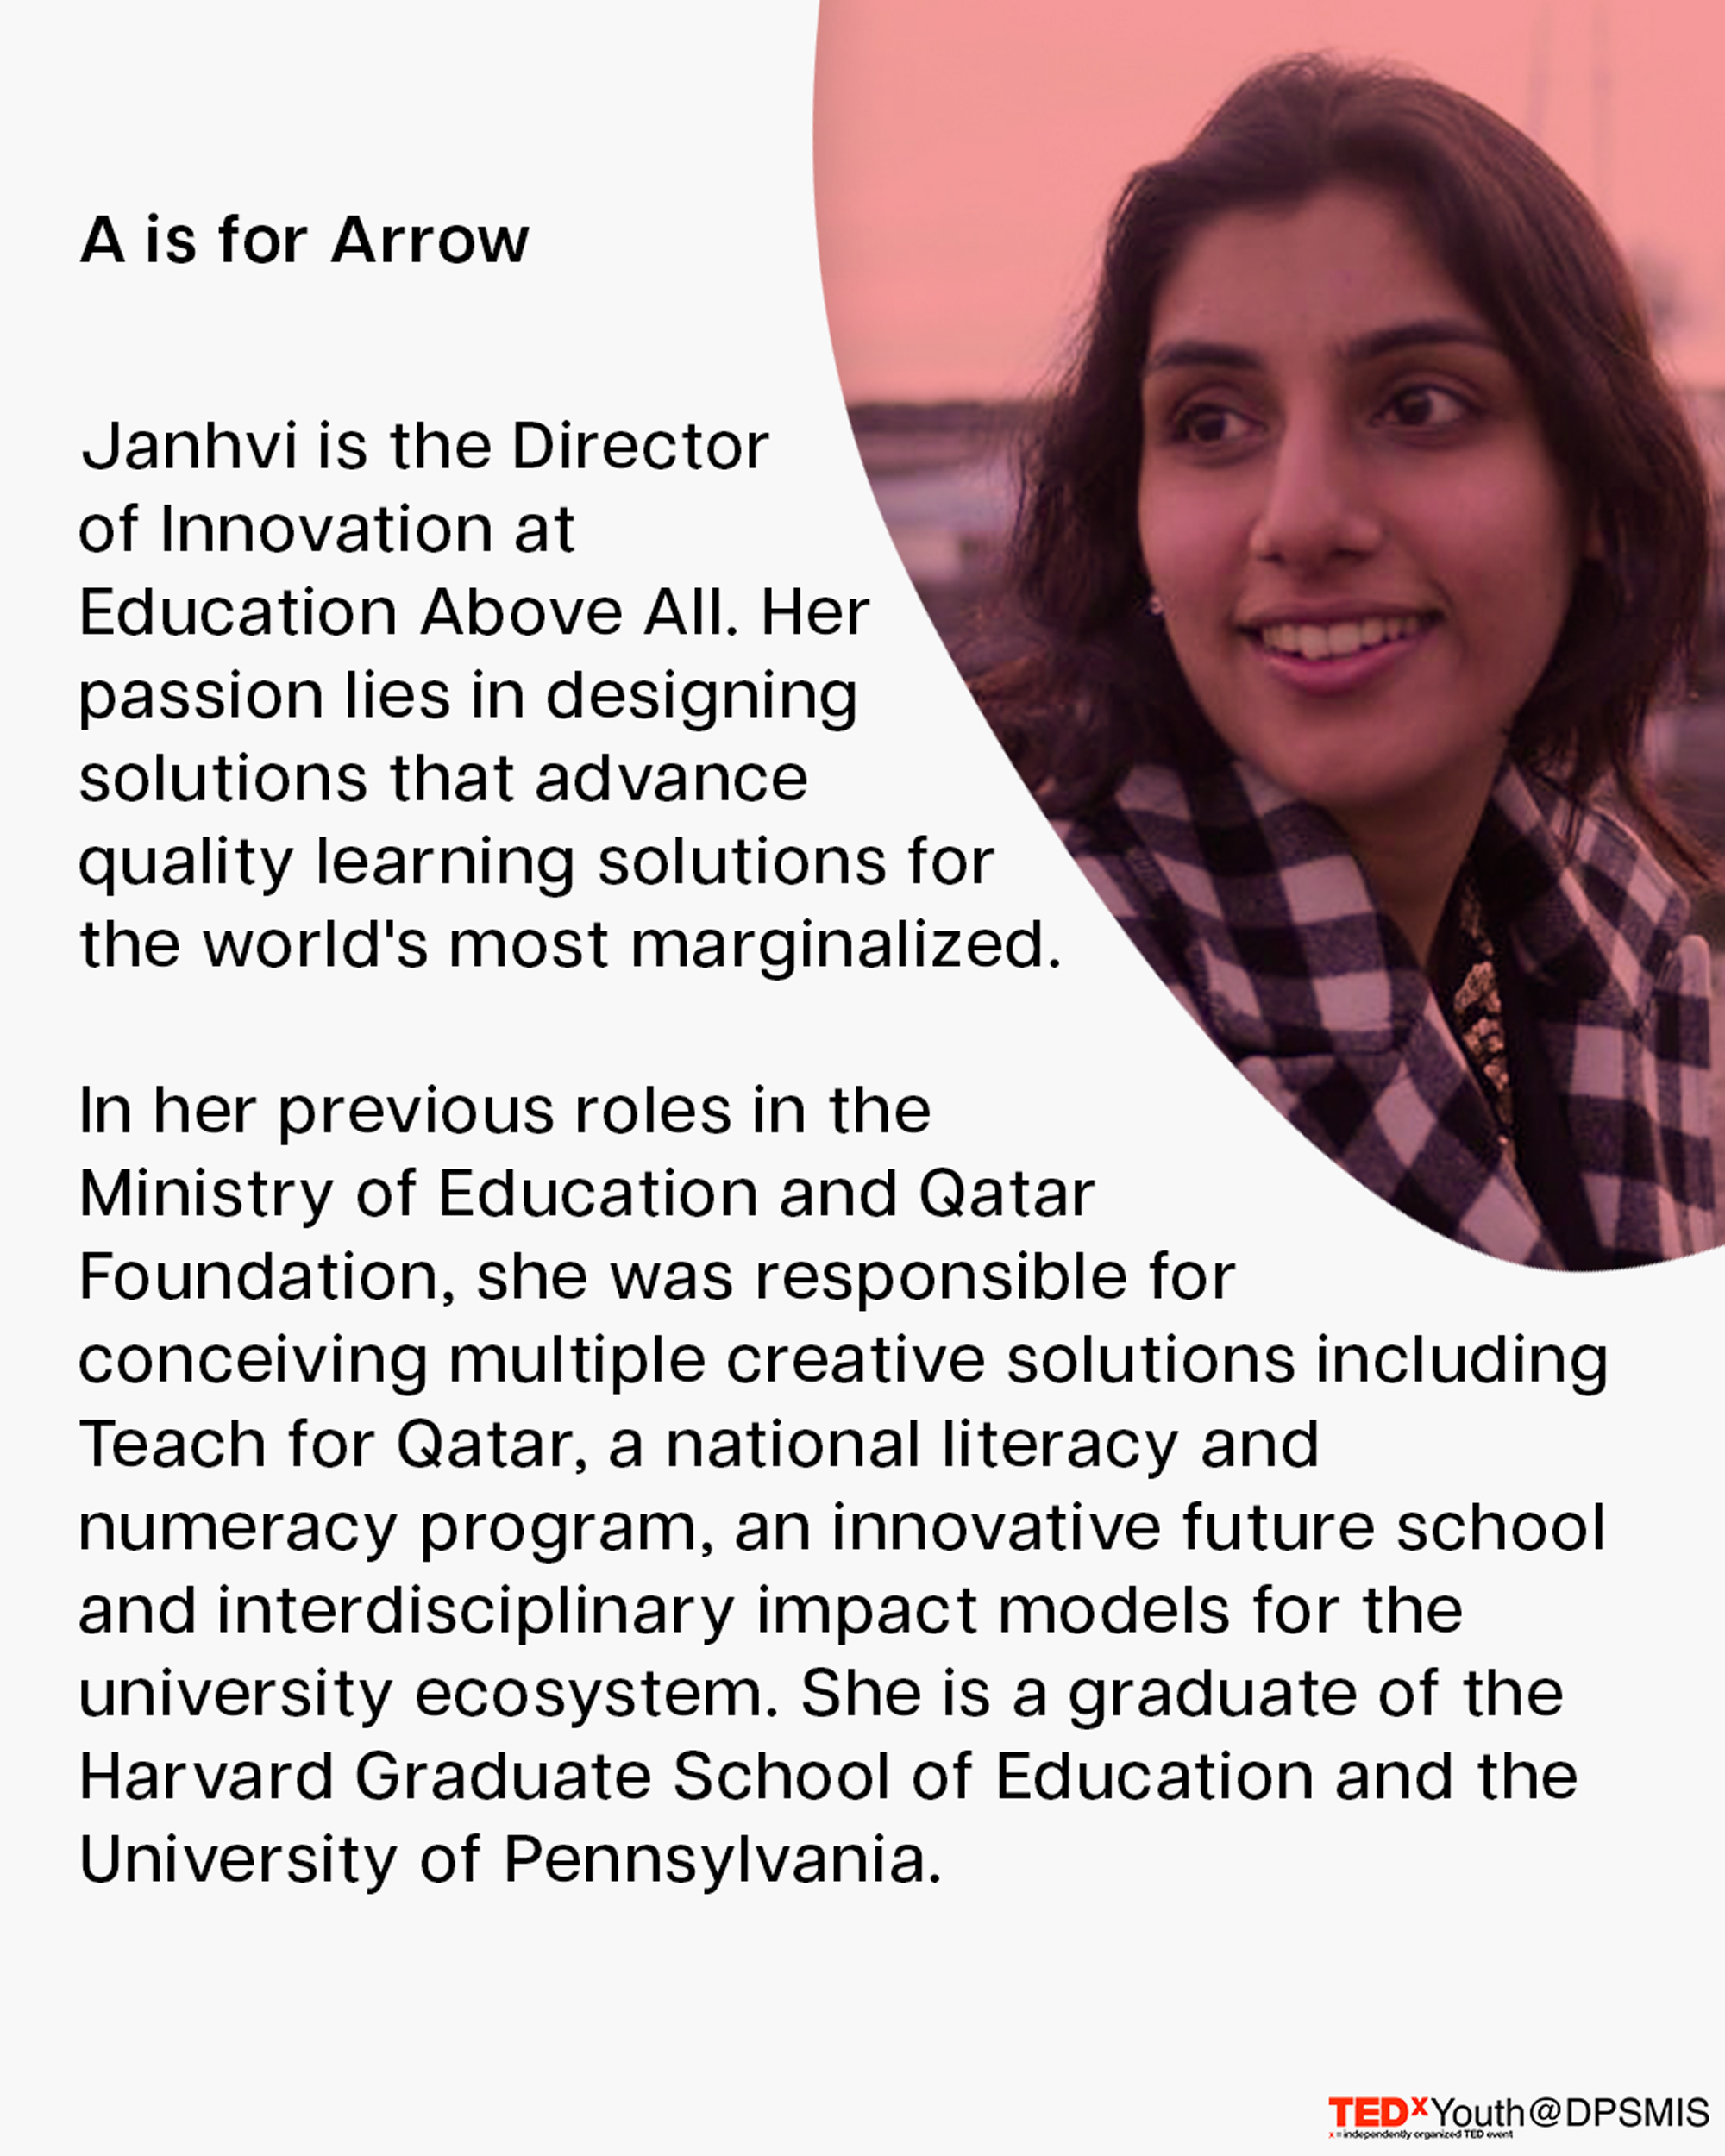 A is for Arrow
Janhvi is the Director
of Innovation at
Education Above All. Her
passion lies in designing
solutions that advance
quality learning solutions for
the world's most marginalized.
In her previous roles in the
Ministry of Education and Qatar
Foundation, she was responsible for
conceiving multiple creative solutions including
Teach for Qatar, a national literacy and
numeracy program, an innovative future school
and interdisciplinary impact models for the
university ecosystem. She is a graduate of the
Harvard Graduate School of Education and the
University of Pennsylvania.
TEDxYouth@DPSMIS
x = independently organized TED event